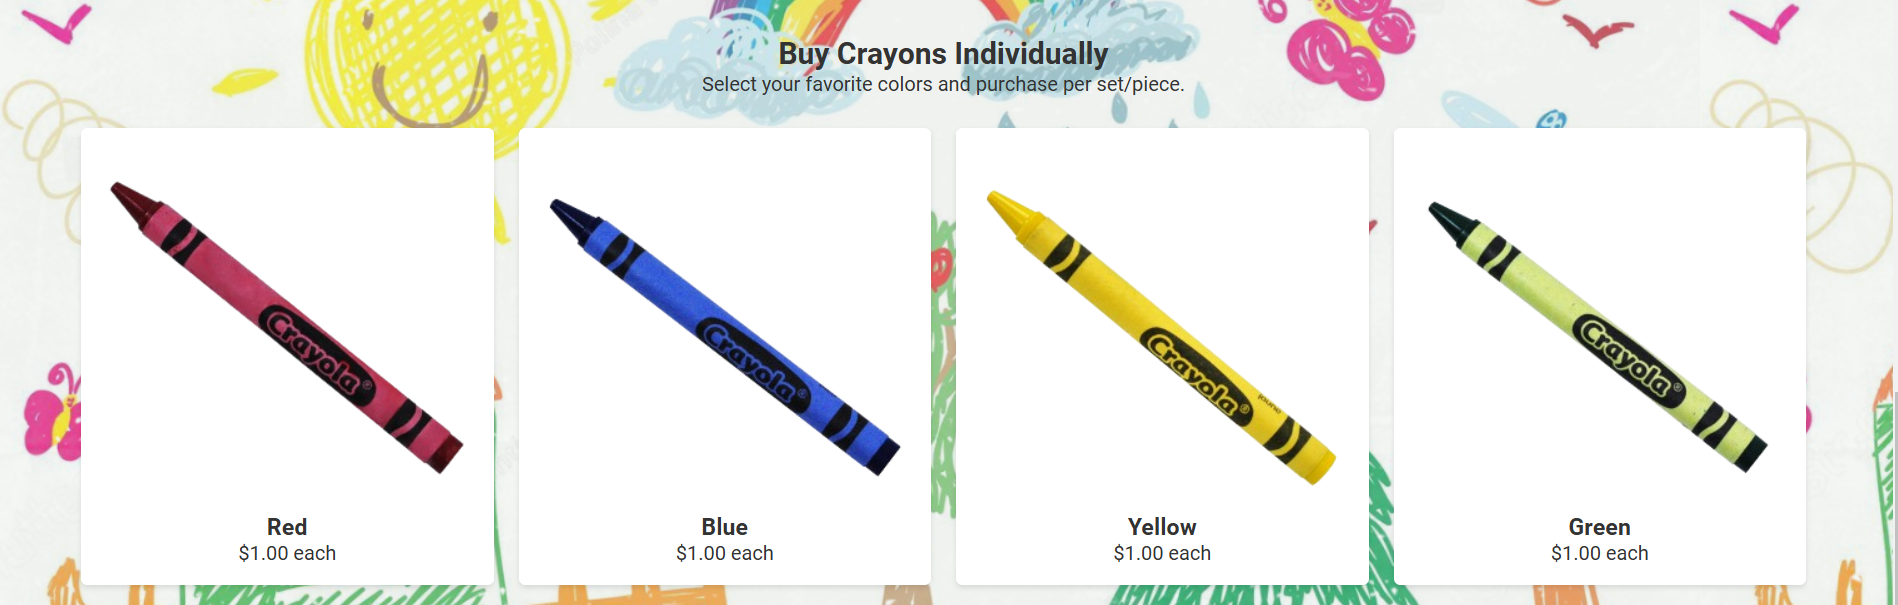 Buy Crayons Individually
Select your favorite colors and purchase per set/piece.
Crayola®
Crayola®
Crayola®
Crayola®
Red
$1.00 each
Blue
$1.00 each
Yellow
$1.00 each
Green
$1.00 each